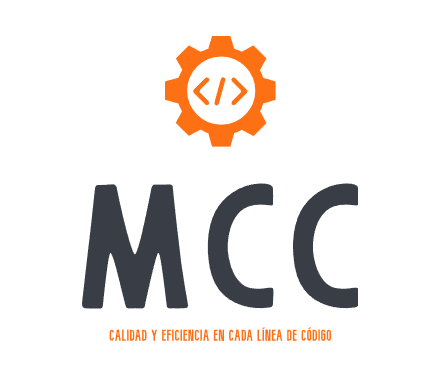 </>
MCC
CALIDAD Y EFICIENCIA EN CADA LÍNEA DE CÓDIGO